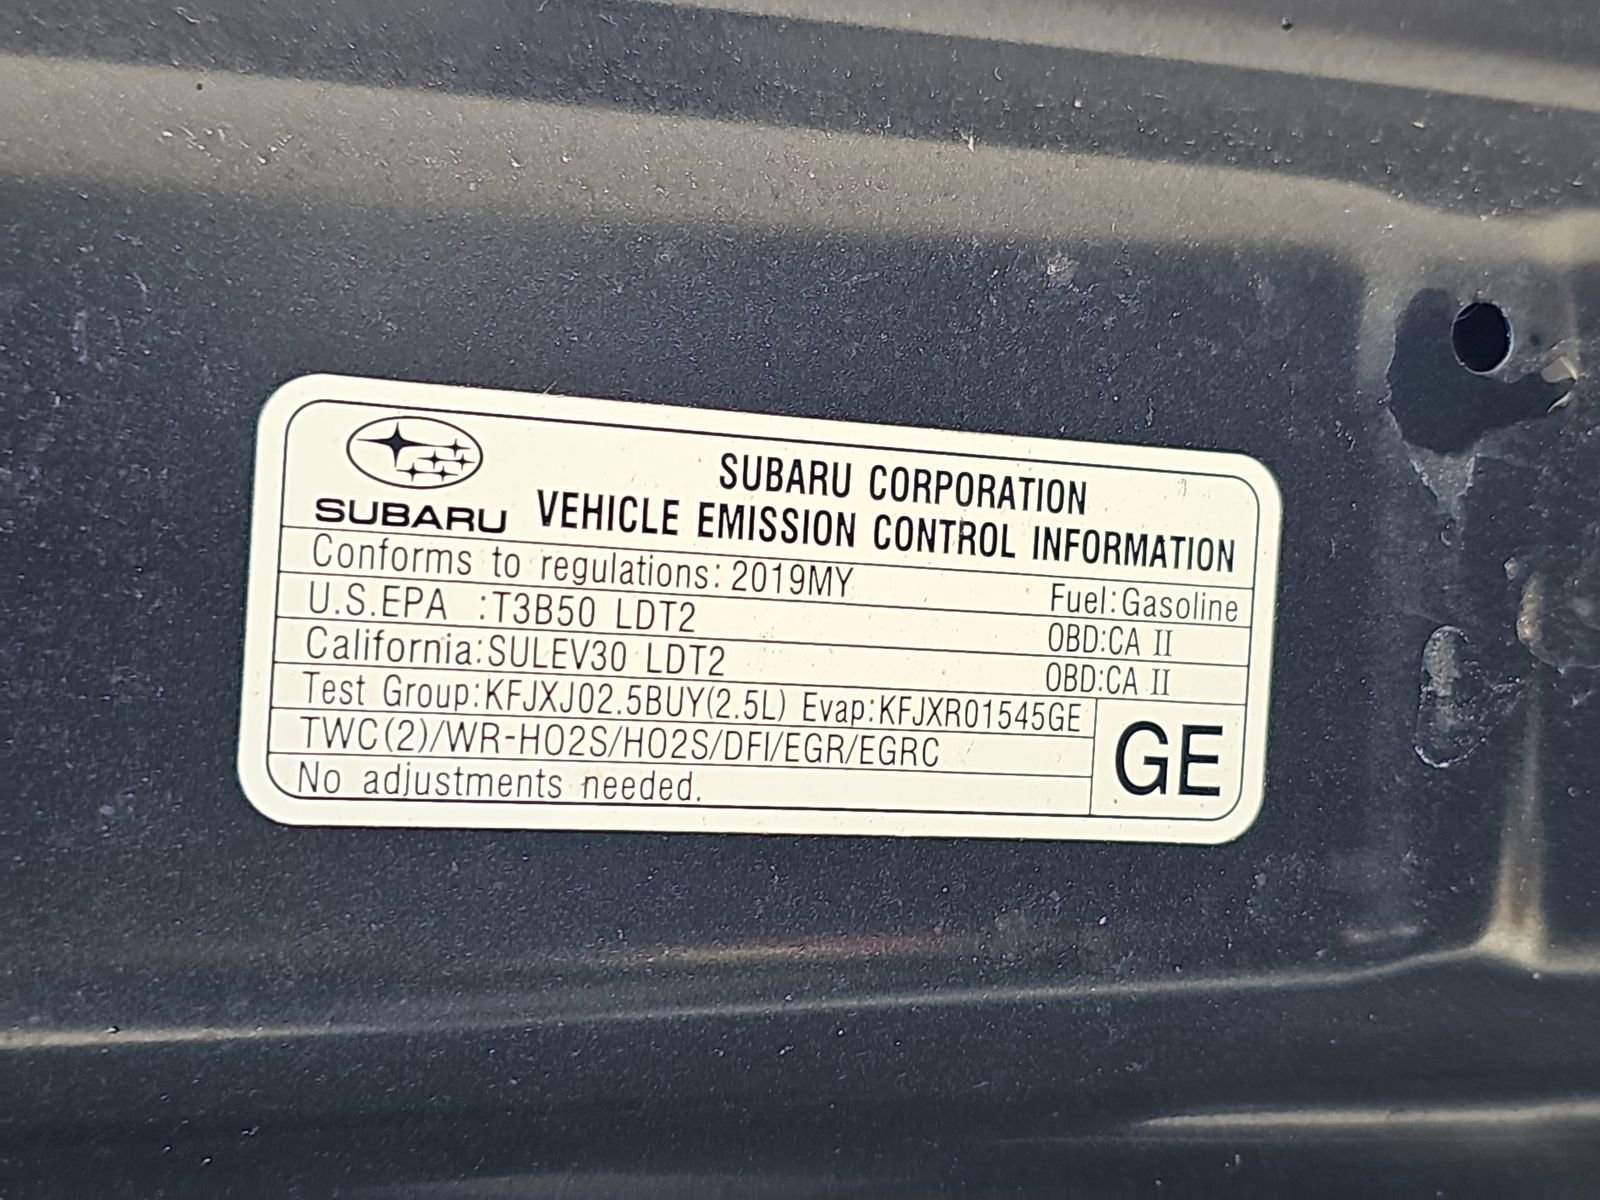 SUBARU
SUBARU CORPORATION
VEHICLE EMISSION CONTROL INFORMATION
Conforms to regulations: 2019MY Fuel:Gasoline
U.S.EPA :T3B50 LDT2 OBD:CA II
California:SULEV30 LDT2 OBD:CA II
Test Group:KFJXJ02.5BUY(2.5L) Evap:KFJXR01545GE
TWC(2)/WR-HO2S/HO2S/DFI/EGR/EGRC
No adjustments needed.
GE